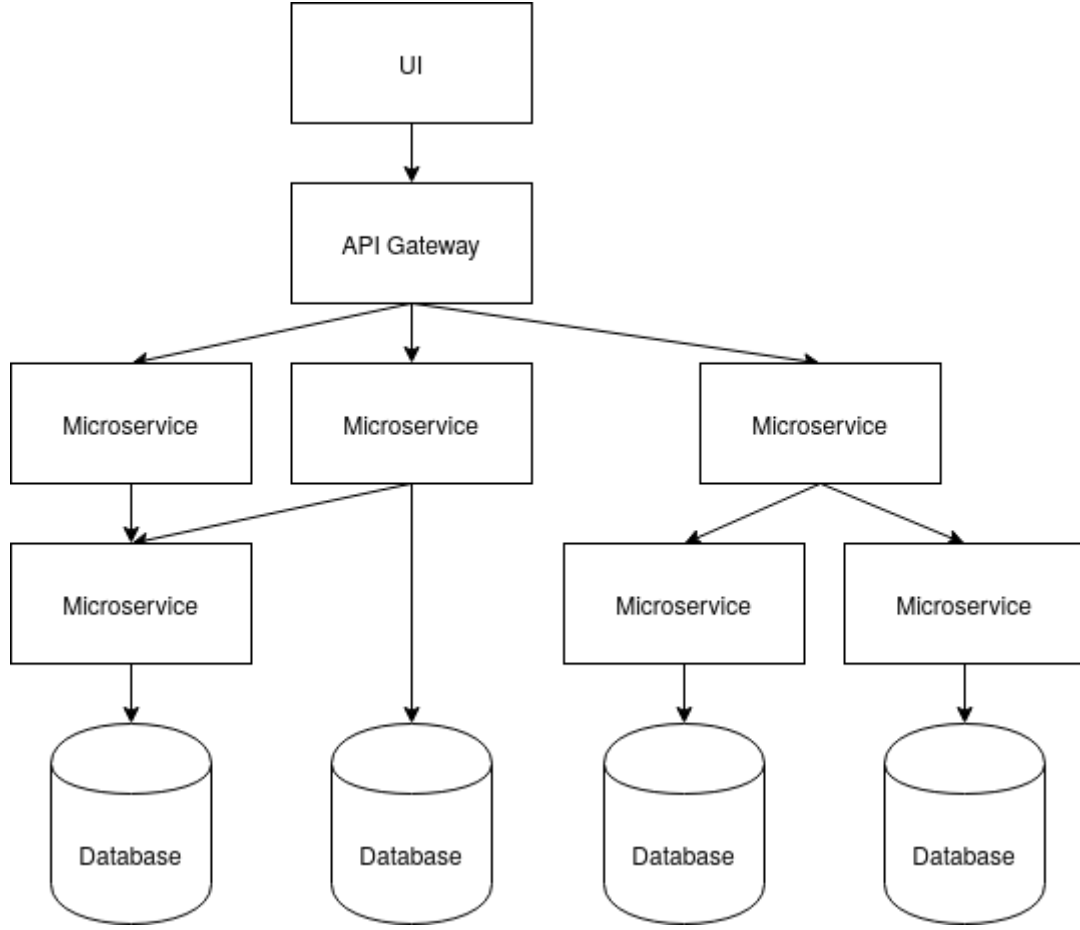 UI
API Gateway
Microservice
Microservice
Microservice
Microservice
Microservice
Microservice
Database
Database
Database
Database